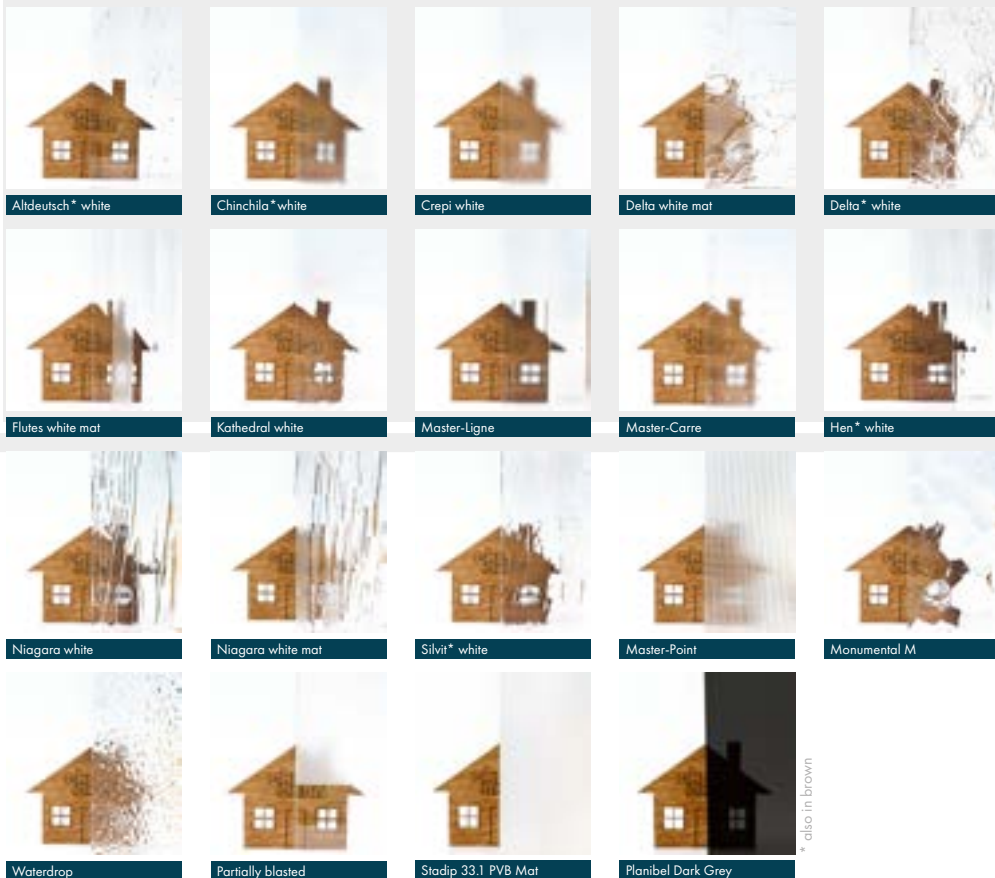 Altdeutsch* white
Chinchila*white
Crepi white
Delta white mat
Delta* white
Flutes white mat
Kathedral white
Master-Ligne
Master-Carre
Hen* white
Niagara white
Niagara white mat
Silvit* white
Master-Point
Monumental M
Waterdrop
Partially blasted
Stadip 33.1 PVB Mat
Planibel Dark Grey
* also in brown